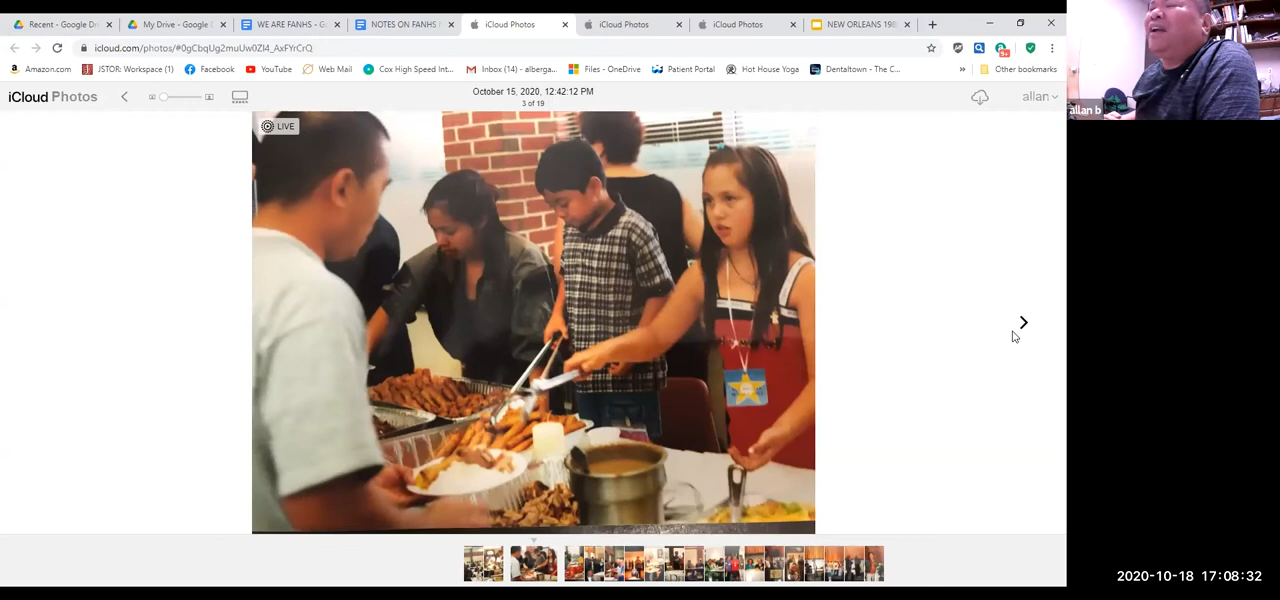 Recent - Google D
My Drive - Google D
WE ARE FANHS - G
NOTES ON FANHS
iCloud Photos
iCloud Photos
iCloud Photos
NEW ORLEANS 198
icloud.com/photos/#0gCbqUg2muUw0ZI4_AxFYrCrQ
Amazon.com
JSTOR: Workspace (1)
Facebook
YouTube
Web Mail
Cox High Speed Int...
Inbox (14) - alberga...
Files - OneDrive
Patient Portal
Hot House Yoga
Dentaltown - The C...
Other bookmarks
iCloud Photos
October 15, 2020, 12:42:12 PM
3 of 19
allan
LIVE
allan b
2020-10-18 17:08:32